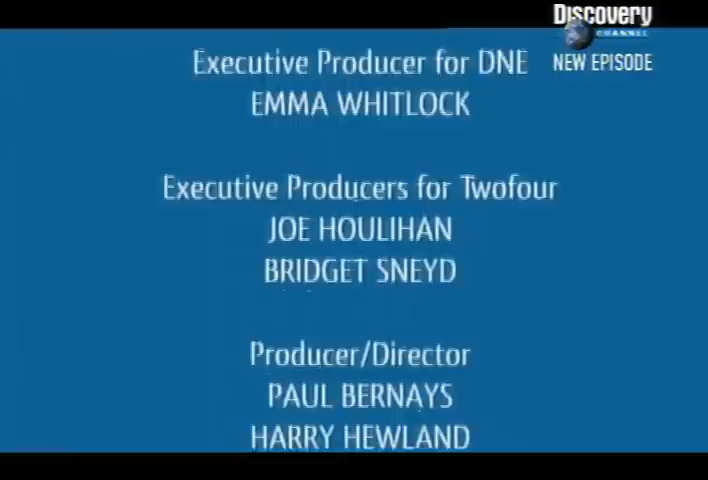 Discovery
CHANNEL
NEW EPISODE
Executive Producer for DNE
EMMA WHITLOCK
Executive Producers for Twofour
JOE HOULIHAN
BRIDGET SNEYD
Producer/Director
PAUL BERNAYS
HARRY HEWLAND